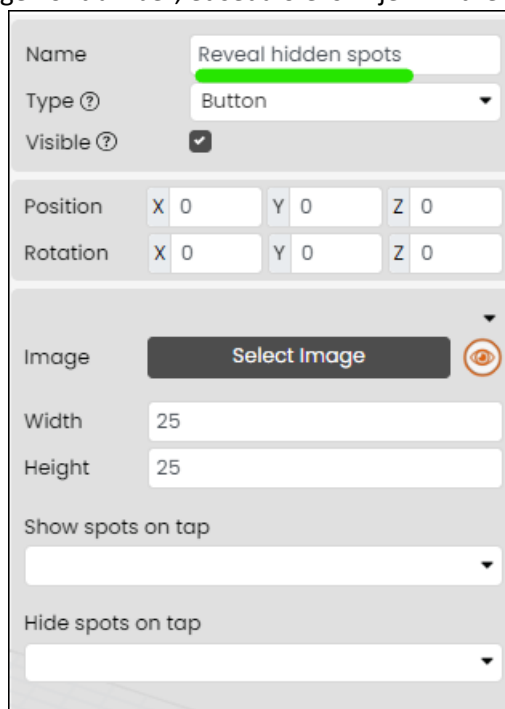 Name Reveal hidden spots
Type ? Button
Visible ?
Position X 0 Y 0 Z 0
Rotation X 0 Y 0 Z 0
Image Select Image
Width 25
Height 25
Show spots on tap
Hide spots on tap